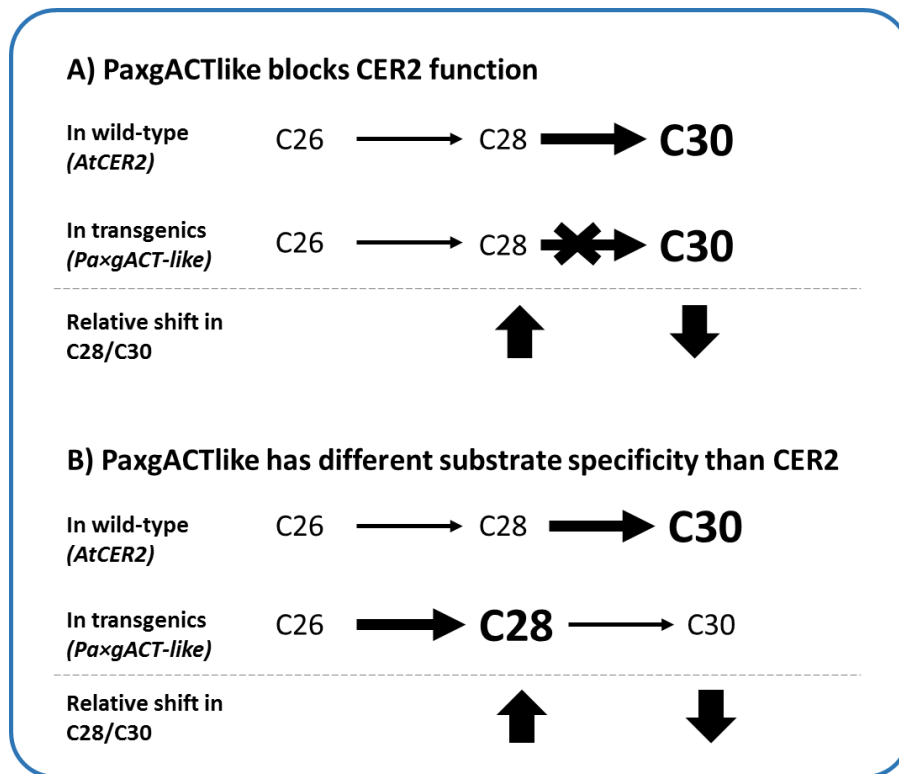 A) PaxgACTlike blocks CER2 function
In wild-type
(AtCER2)
C26 C28 C30
In transgenics
(Pa×gACT-like)
C26 C28 C30
Relative shift in
C28/C30
B) PaxgACTlike has different substrate specificity than CER2
In wild-type
(AtCER2)
C26 C28 C30
In transgenics
(Pa×gACT-like)
C26 C28 C30
Relative shift in
C28/C30